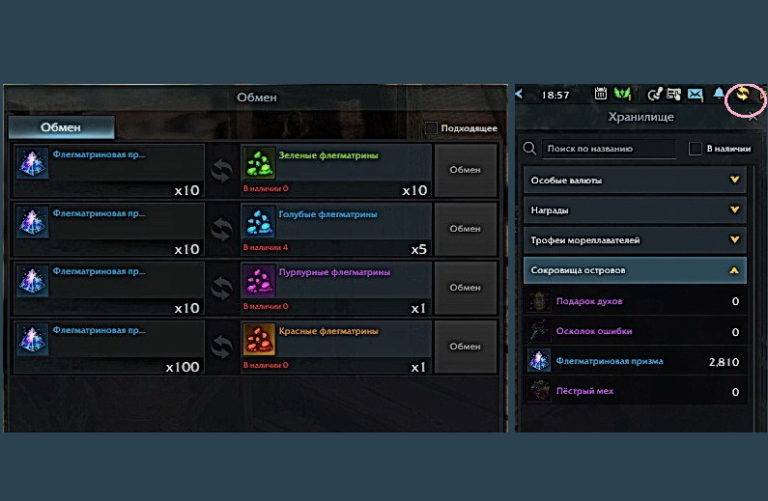 Обмен
Обмен
Подходящее
Флегматриновая пр...
x10
Зеленые флегматрины
В наличии 0
x10
Обмен
Флегматриновая пр...
x10
Голубые флегматрины
В наличии 4
x5
Обмен
Флегматриновая пр...
x10
Пурпурные флегматрины
В наличии 0
x1
Обмен
Флегматриновая пр...
x100
Красные флегматрины
В наличии 0
x1
Обмен
18:57
Хранилище
Поиск по названию
В наличии
Особые валюты
Награды
Трофеи мореплавателей
Сокровища островов
Подарок духов 0
Осколок ошибки 0
Флегматриновая призма 2,810
Пёстрый мех 0